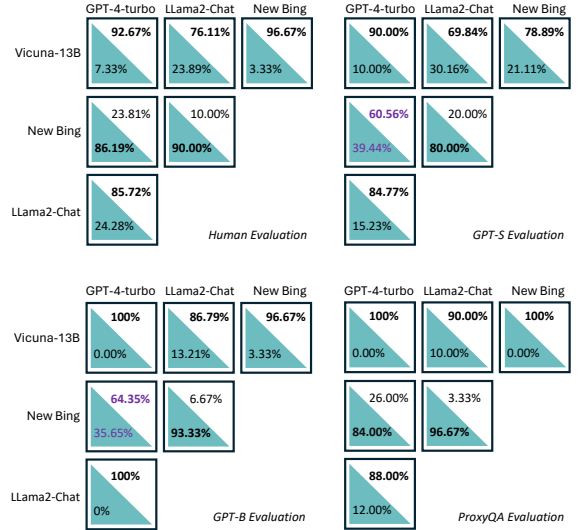 GPT-4-turbo LLama2-Chat New Bing GPT-4-turbo LLama2-Chat New Bing
92.67% 76.11% 96.67% 90.00% 69.84% 78.89%
Vicuna-13B
7.33% 23.89% 3.33% 10.00% 30.16% 21.11%
23.81% 10.00% 60.56% 20.00%
New Bing
86.19% 90.00% 39.44% 80.00%
85.72% 84.77%
LLama2-Chat
24.28% 15.23%
Human Evaluation GPT-S Evaluation
GPT-4-turbo LLama2-Chat New Bing GPT-4-turbo LLama2-Chat New Bing
100% 86.79% 96.67% 100% 90.00% 100%
Vicuna-13B
0.00% 13.21% 3.33% 0.00% 10.00% 0.00%
64.35% 6.67% 26.00% 3.33%
New Bing
35.65% 93.33% 84.00% 96.67%
100% 88.00%
LLama2-Chat
0% 12.00%
GPT-B Evaluation ProxyQA Evaluation